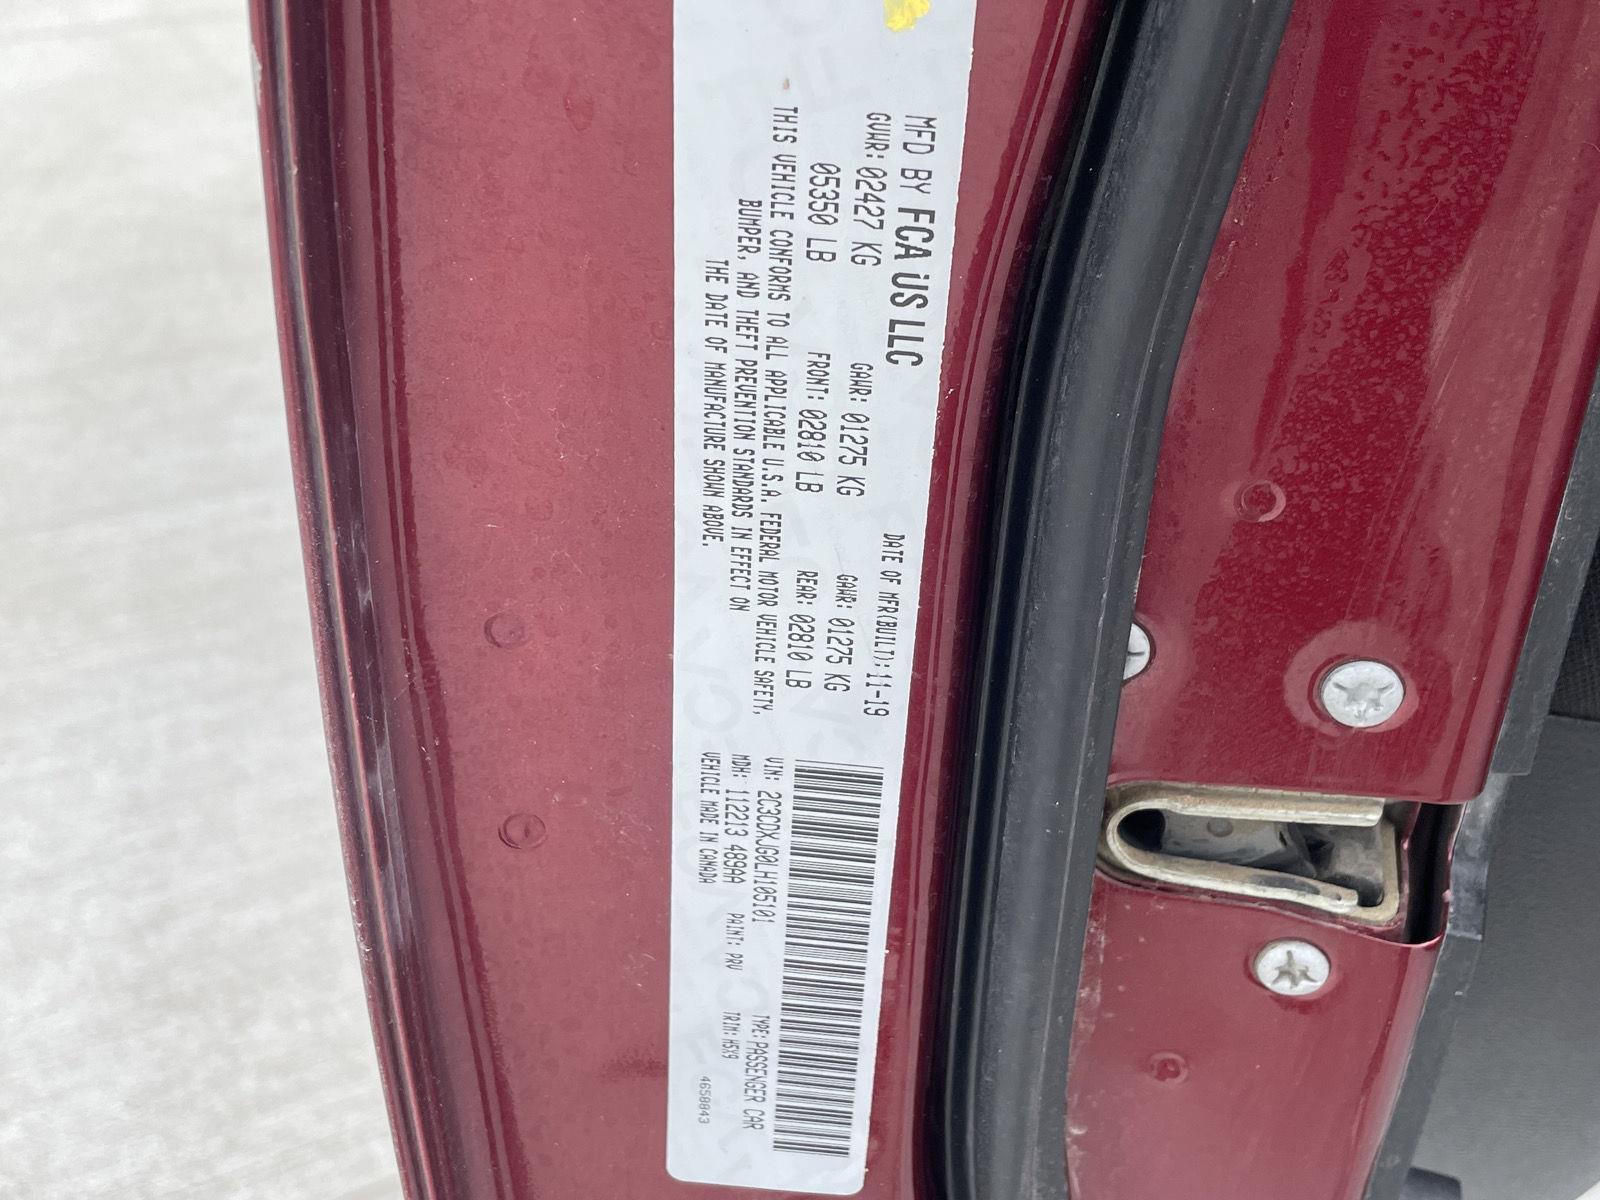 MFD BY FCA US LLC DATE OF MFR(BUILT): 11-19
GVWR: 02427 KG GAWR: 01275 KG GAWR: 01275 KG
05350 LB FRONT: 02810 LB REAR: 02810 LB
THIS VEHICLE CONFORMS TO ALL APPLICABLE U.S.A. FEDERAL MOTOR VEHICLE SAFETY,
BUMPER, AND THEFT PREVENTION STANDARDS IN EFFECT ON
THE DATE OF MANUFACTURE SHOWN ABOVE.
VIN: 2C3CDXJG0LH105101 TYPE: PASSENGER CAR
MDH: 112213 489AA PAINT: PRV TRIM: H5X9
VEHICLE MADE IN CANADA 4658843